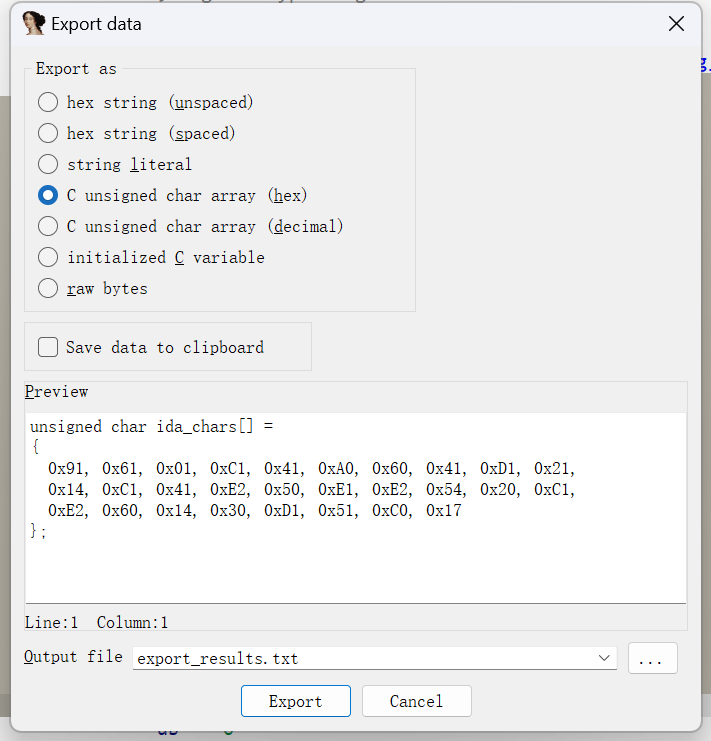 Export data
Export as
hex string (unspaced)
hex string (spaced)
string literal
C unsigned char array (hex)
C unsigned char array (decimal)
initialized C variable
raw bytes
Save data to clipboard
Preview
unsigned char ida_chars[] =
{
0x91, 0x61, 0x01, 0xC1, 0x41, 0xA0, 0x60, 0x41, 0xD1, 0x21,
0x14, 0xC1, 0x41, 0xE2, 0x50, 0xE1, 0xE2, 0x54, 0x20, 0xC1,
0xE2, 0x60, 0x14, 0x30, 0xD1, 0x51, 0xC0, 0x17
};
Line:1 Column:1
Output file export_results.txt
...
Export Cancel